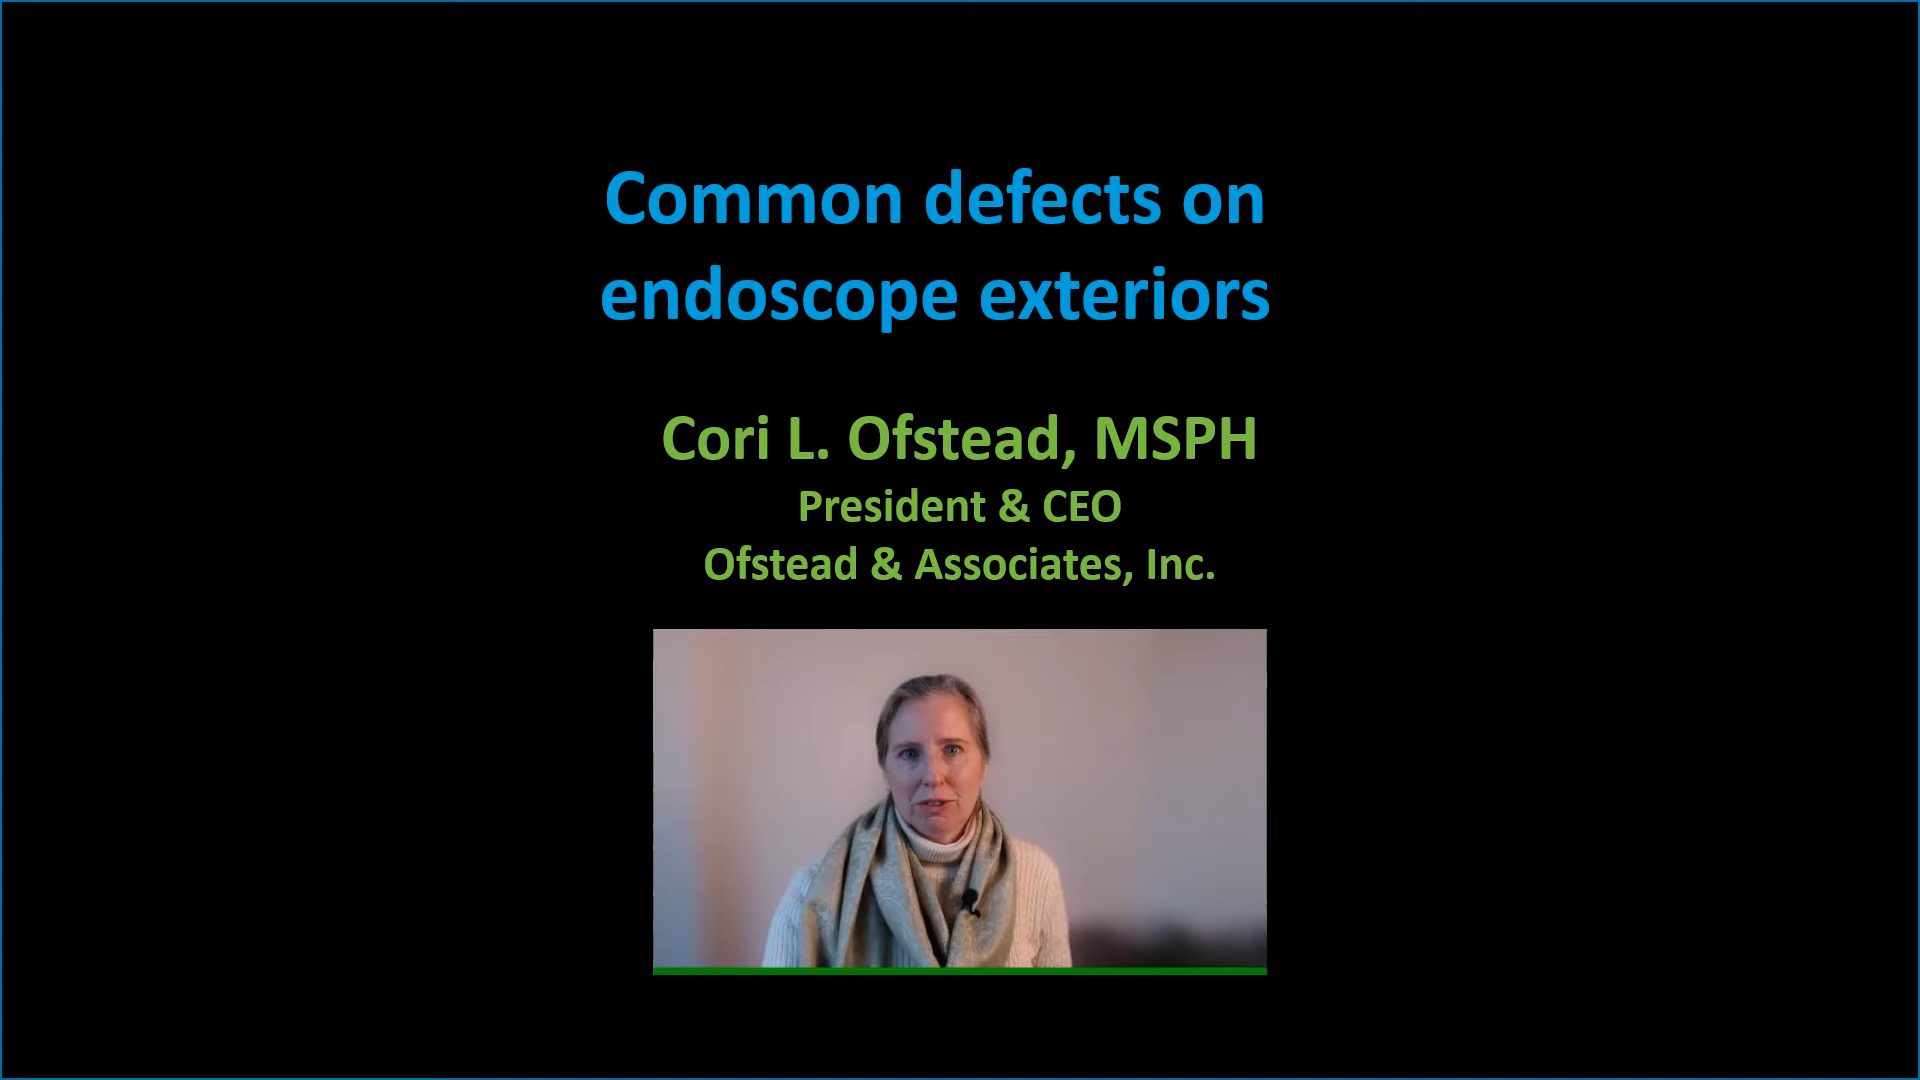 Common defects on
endoscope exteriors
Cori L. Ofstead, MSPH
President & CEO
Ofstead & Associates, Inc.